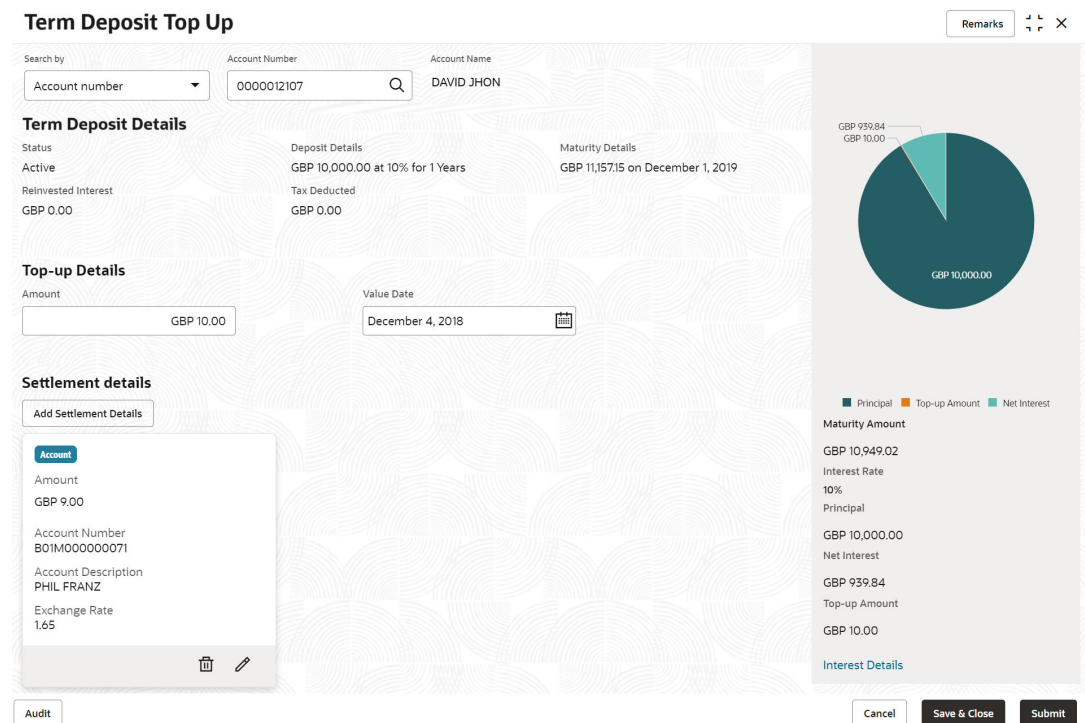 Term Deposit Top Up
Remarks
Search by
Account Number
Account Name
Account number
0000012107
DAVID JHON
Term Deposit Details
Status
Deposit Details
Maturity Details
Active
GBP 10,000.00 at 10% for 1 Years
GBP 11,157.15 on December 1, 2019
Reinvested Interest
Tax Deducted
GBP 0.00
GBP 0.00
Top-up Details
Amount
Value Date
GBP 10.00
December 4, 2018
Settlement details
Add Settlement Details
Account
Amount
GBP 9.00
Account Number
B01M000000071
Account Description
PHIL FRANZ
Exchange Rate
1.65
GBP 939.84
GBP 10.00
GBP 10,000.00
Principal
Top-up Amount
Net Interest
Maturity Amount
GBP 10,949.02
Interest Rate
10%
Principal
GBP 10,000.00
Net Interest
GBP 939.84
Top-up Amount
GBP 10.00
Interest Details
Audit
Cancel
Save & Close
Submit